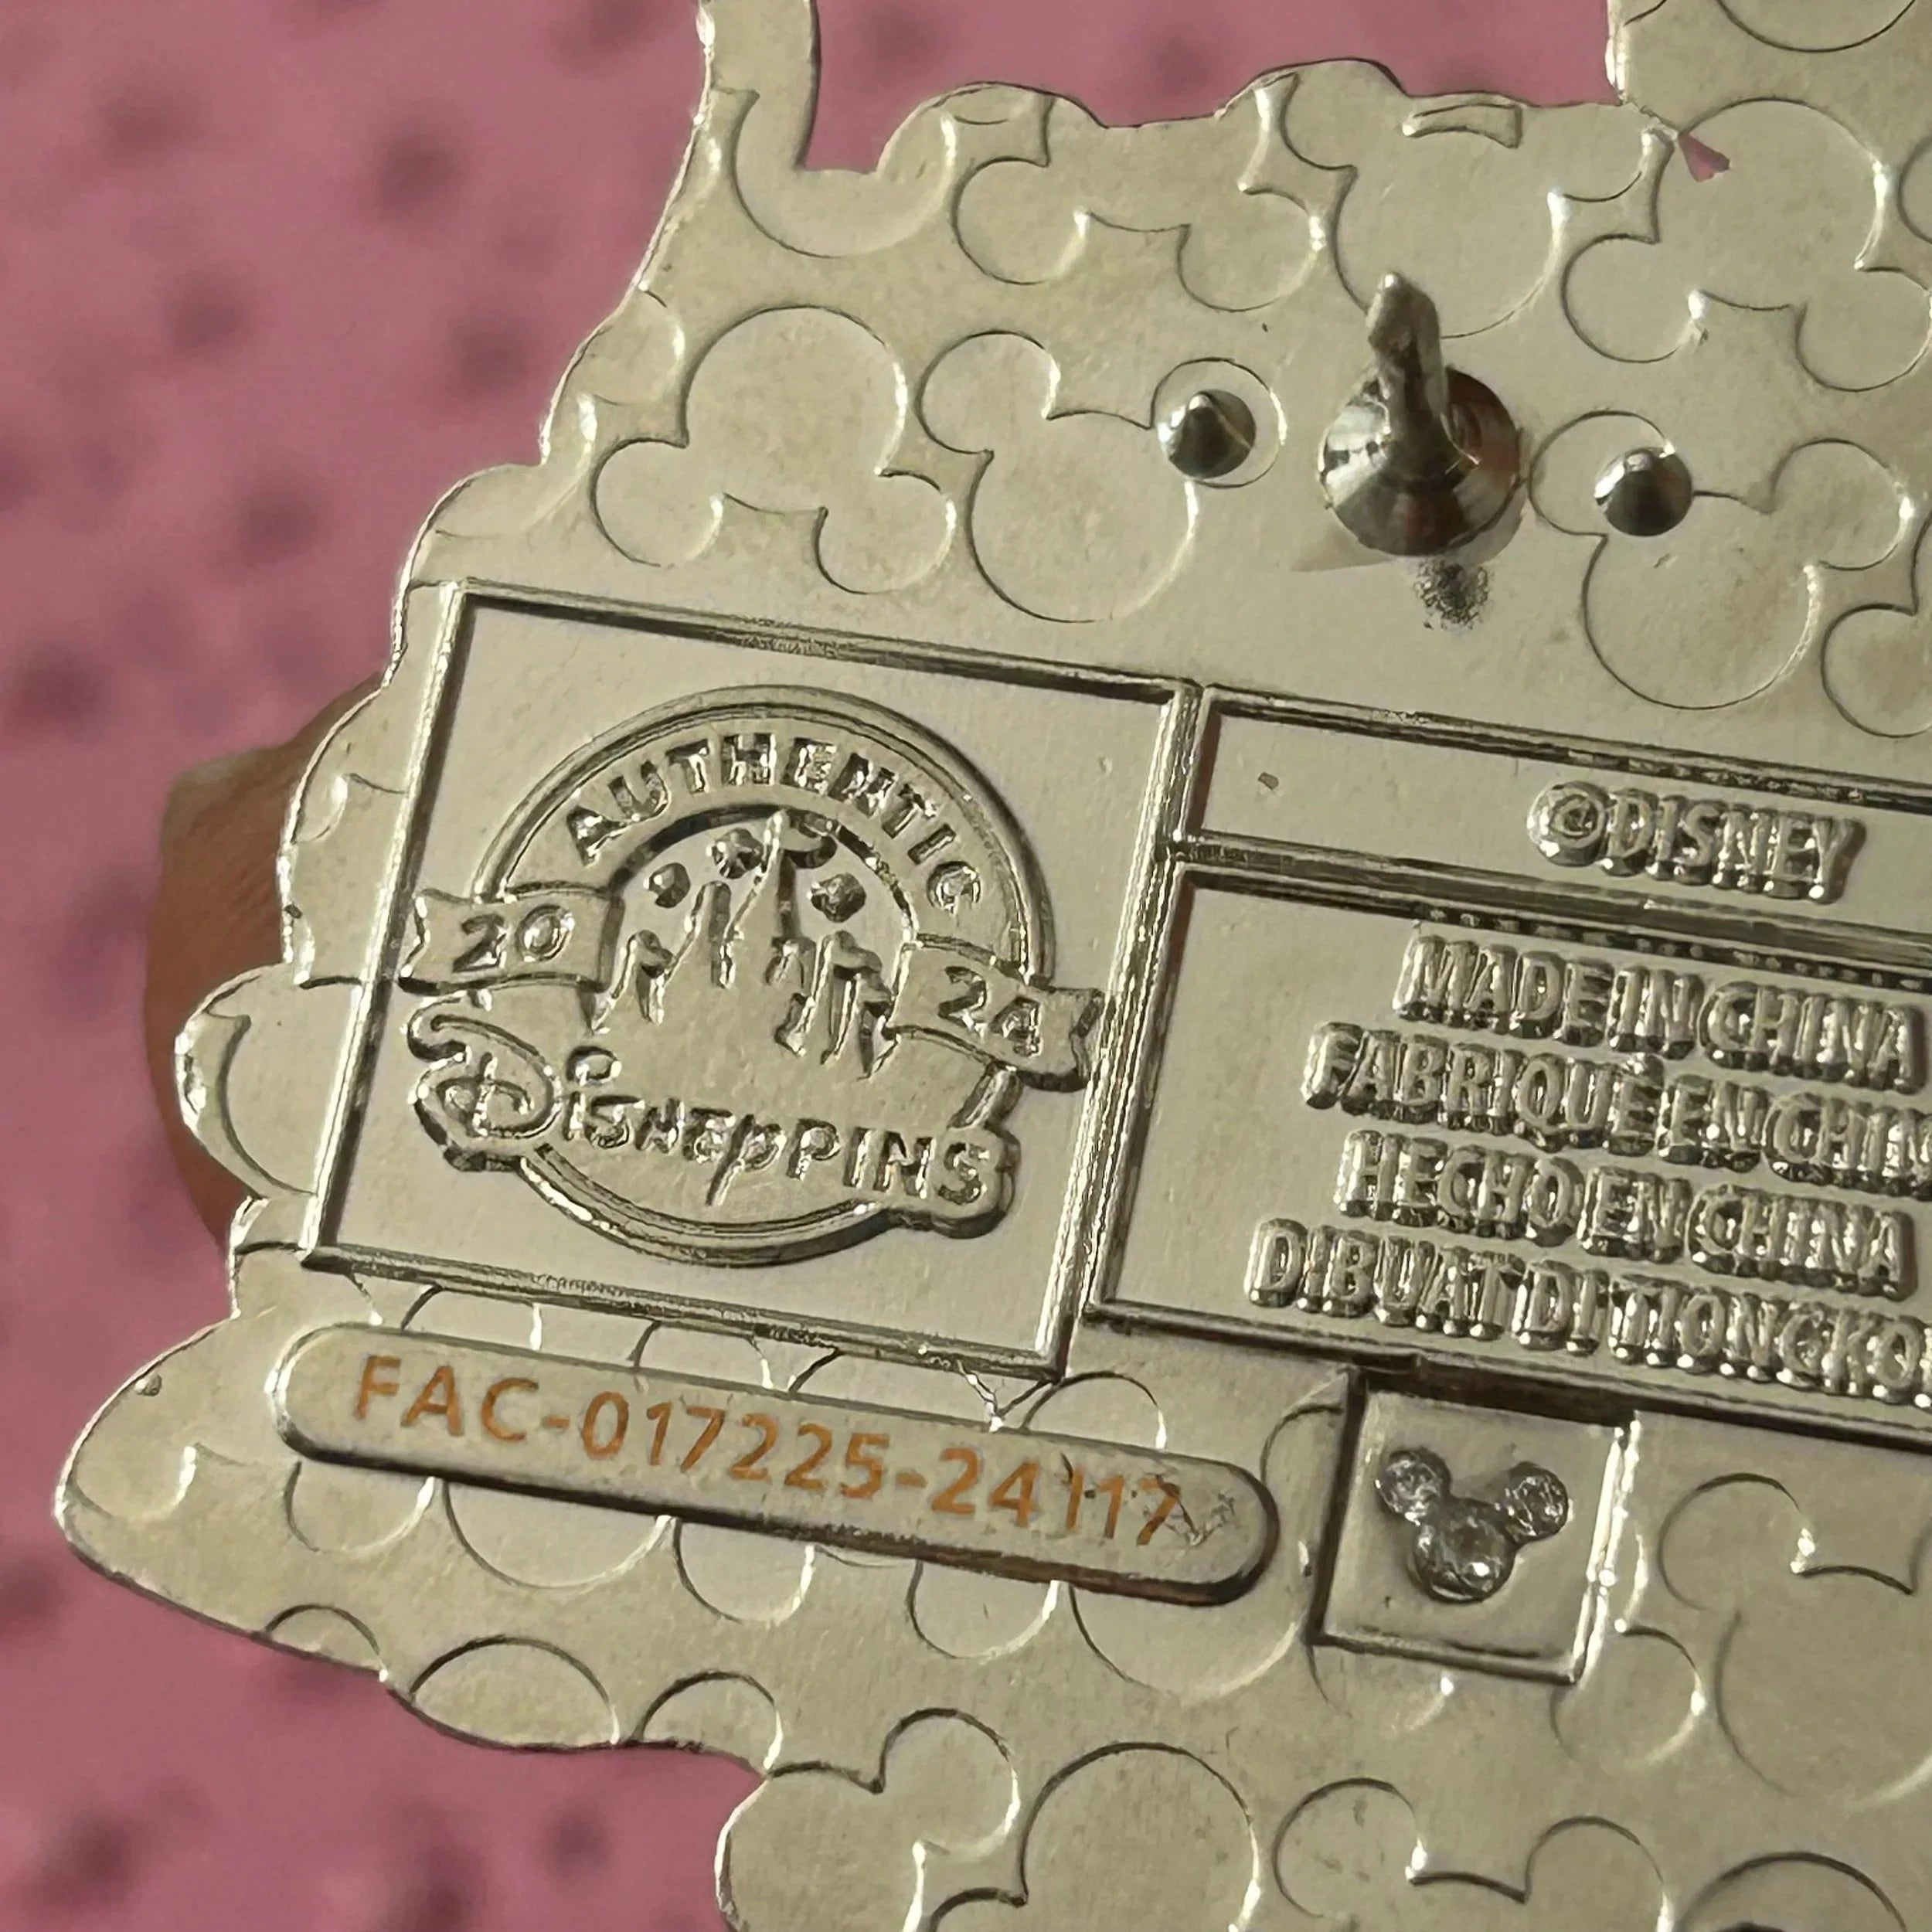 AUTHENTIC
20 24
Disney PINS
©DISNEY
MADE IN CHINA
FABRIQUÉ EN CHIN
HECHO EN CHINA
DIBUAT DI TIONGKO
FAC-017225-24117